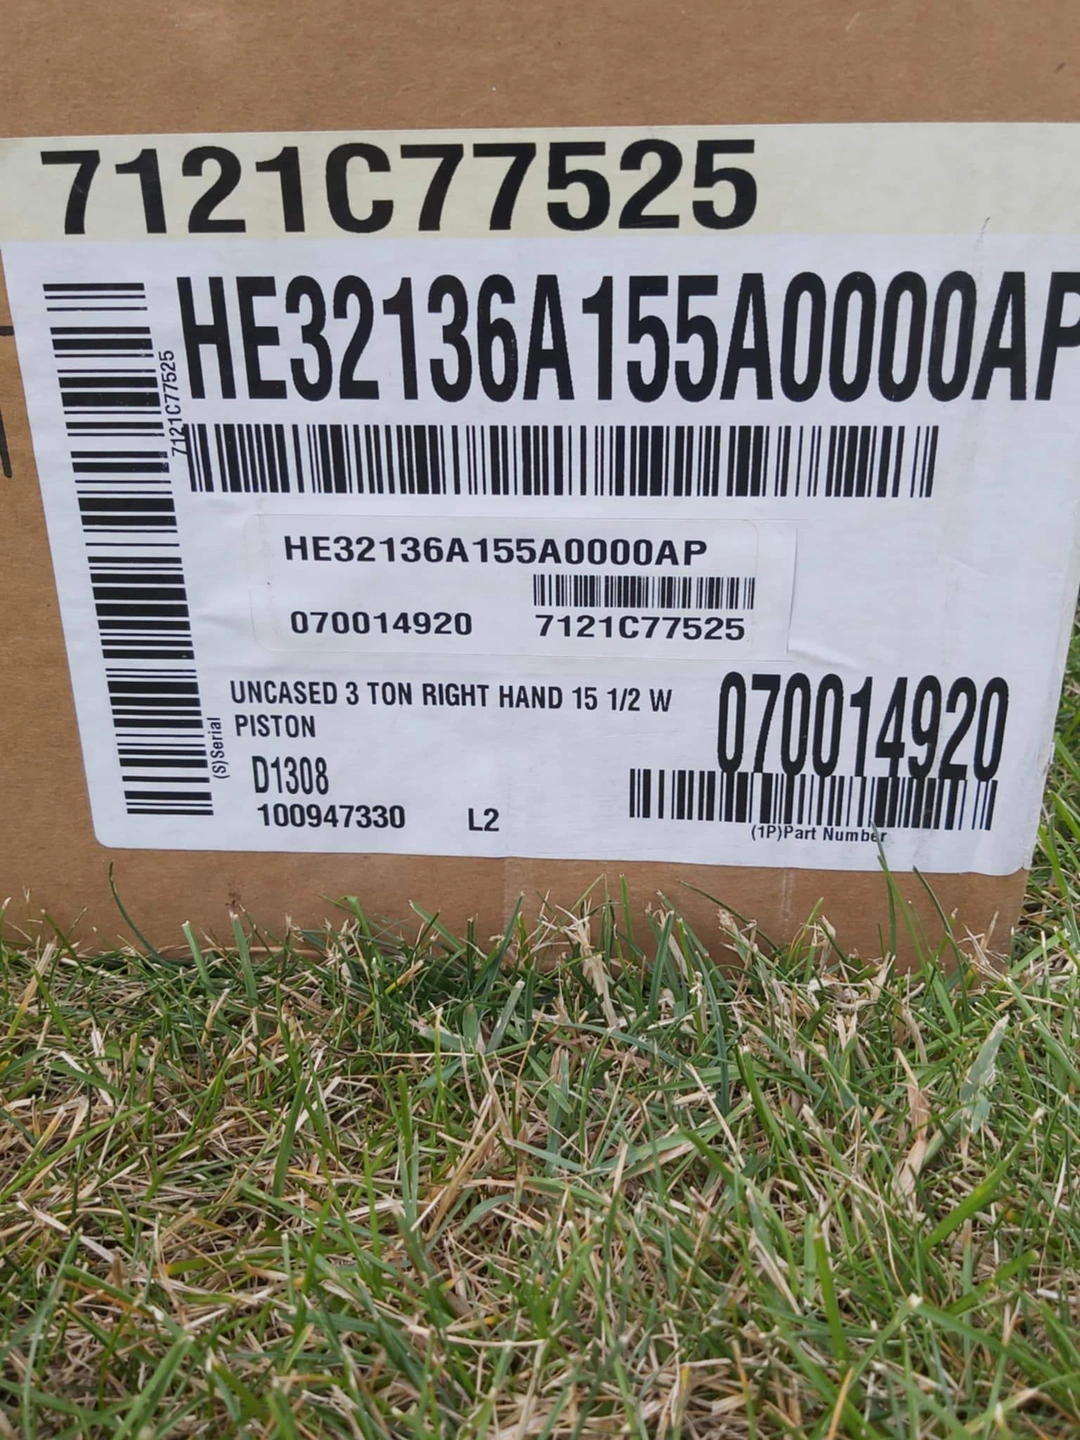 7121C77525
HE32136A155A0000AP
7121C77525
HE32136A155A0000AP
070014920 7121C77525
UNCASED 3 TON RIGHT HAND 15 1/2 W
PISTON
070014920
(S)Serial
D1308
100947330 L2
(1P)Part Number